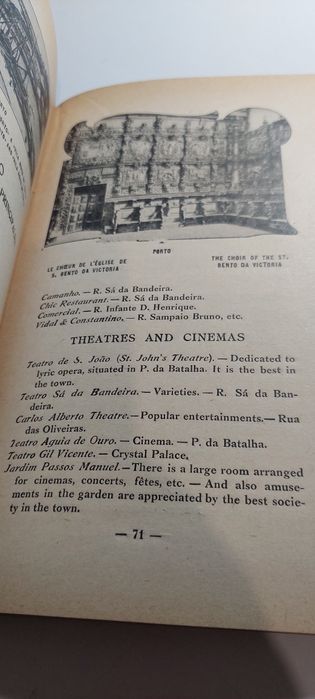 PORTO
LE CHŒUR DE L'ÉGLISE DE
S. BENTO DA VICTORIA
THE CHOIR OF THE ST.
BENTO DA VICTORIA
Camanho. — R. Sá da Bandeira.
Chic Restaurant. — R. Sá da Bandeira.
Comercial. — R. Infante D. Henrique.
Vidal & Constantino. — R. Sampaio Bruno, etc.
THEATRES AND CINEMAS
Teatro de S. João (St. John's Theatre). — Dedicated to
lyric opera, situated in P. da Batalha. It is the best in
the town.
Teatro Sá da Bandeira. — Varieties. — R. Sá da Ban-
deira.
Carlos Alberto Theatre. — Popular entertainments. — Rua
das Oliveiras.
Teatro Aguia de Ouro. — Cinema. — P. da Batalha.
Teatro Gil Vicente. — Crystal Palace.
Jardim Passos Manuel. — There is a large room arranged
for cinemas, concerts, fêtes, etc. — And also amuse-
ments in the garden are appreciated by the best socie-
ty in the town.
— 71 —